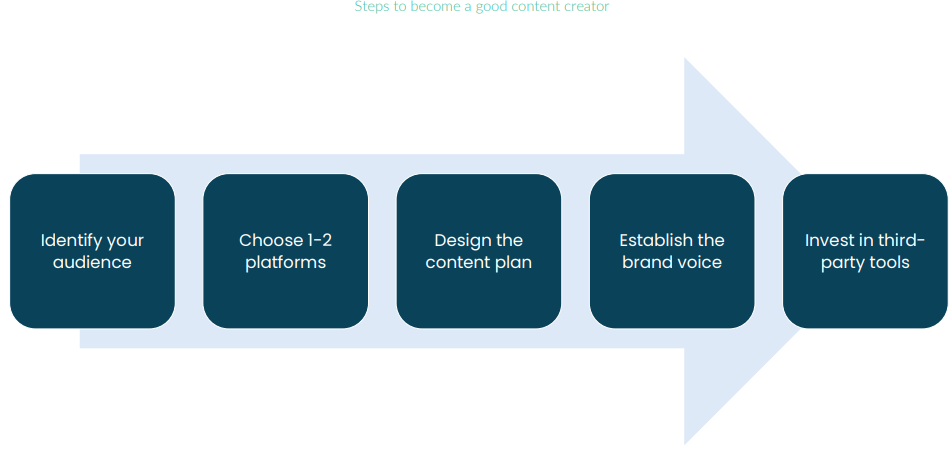 Steps to become a good content creator
Identify your
audience
Choose 1-2
platforms
Design the
content plan
Establish the
brand voice
Invest in third-
party tools